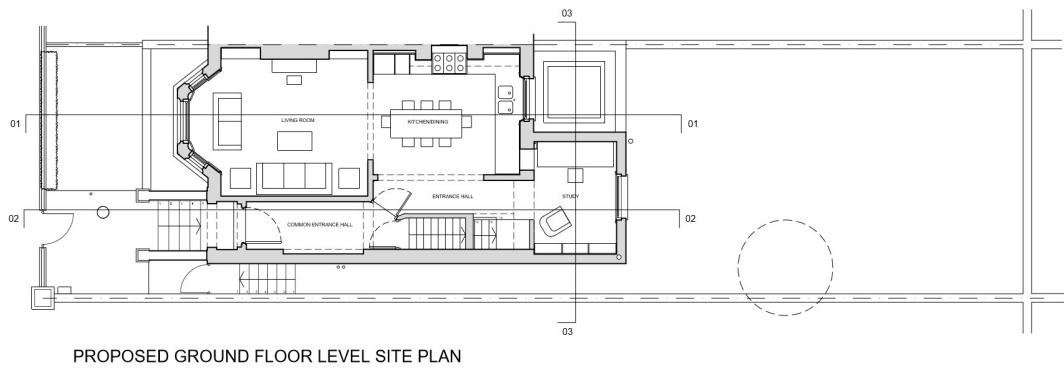 03
01
LIVING ROOM
KITCHEN/DINING
01
02
COMMON ENTRANCE HALL
ENTRANCE HALL
STUDY
02
03
PROPOSED GROUND FLOOR LEVEL SITE PLAN